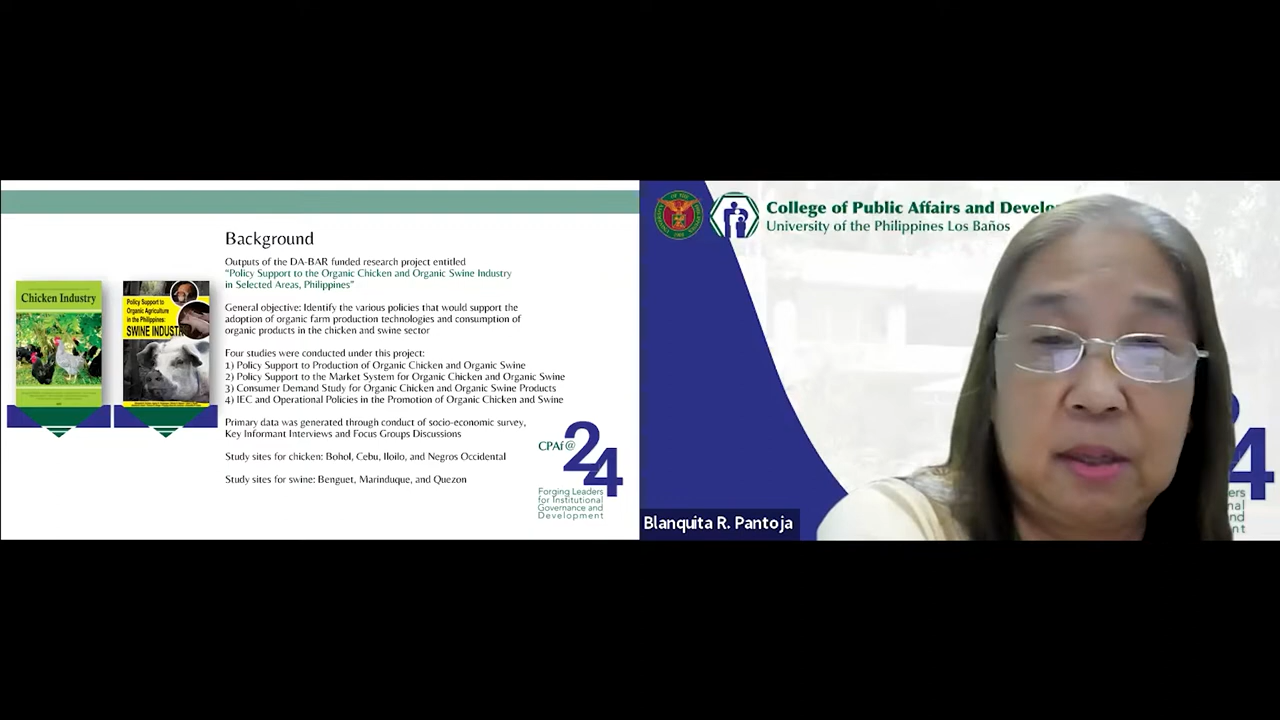 Background
Outputs of the DA-BAR funded research project entitled
"Policy Support to the Organic Chicken and Organic Swine Industry
in Selected Areas, Philippines"
General objective: Identify the various policies that would support the
adoption of organic farm production technologies and consumption of
organic products in the chicken and swine sector
Four studies were conducted under this project:
1) Policy Support to Production of Organic Chicken and Organic Swine
2) Policy Support to the Market System for Organic Chicken and Organic Swine
3) Consumer Demand Study for Organic Chicken and Organic Swine Products
4) IEC and Operational Policies in the Promotion of Organic Chicken and Swine
Primary data was generated through conduct of socio-economic survey,
Key Informant Interviews and Focus Groups Discussions
Study sites for chicken: Bohol, Cebu, Iloilo, and Negros Occidental
Study sites for swine: Benguet, Marinduque, and Quezon
Chicken Industry
Policy Support to
Organic Agriculture
in the Philippines:
SWINE INDUST
CPAf@
24
Forging Leaders
for Institutional
Governance and
Development
College of Public Affairs and Develo
University of the Philippines Los Baños
Blanquita R. Pantoja
24
ers
nal
nd
nt